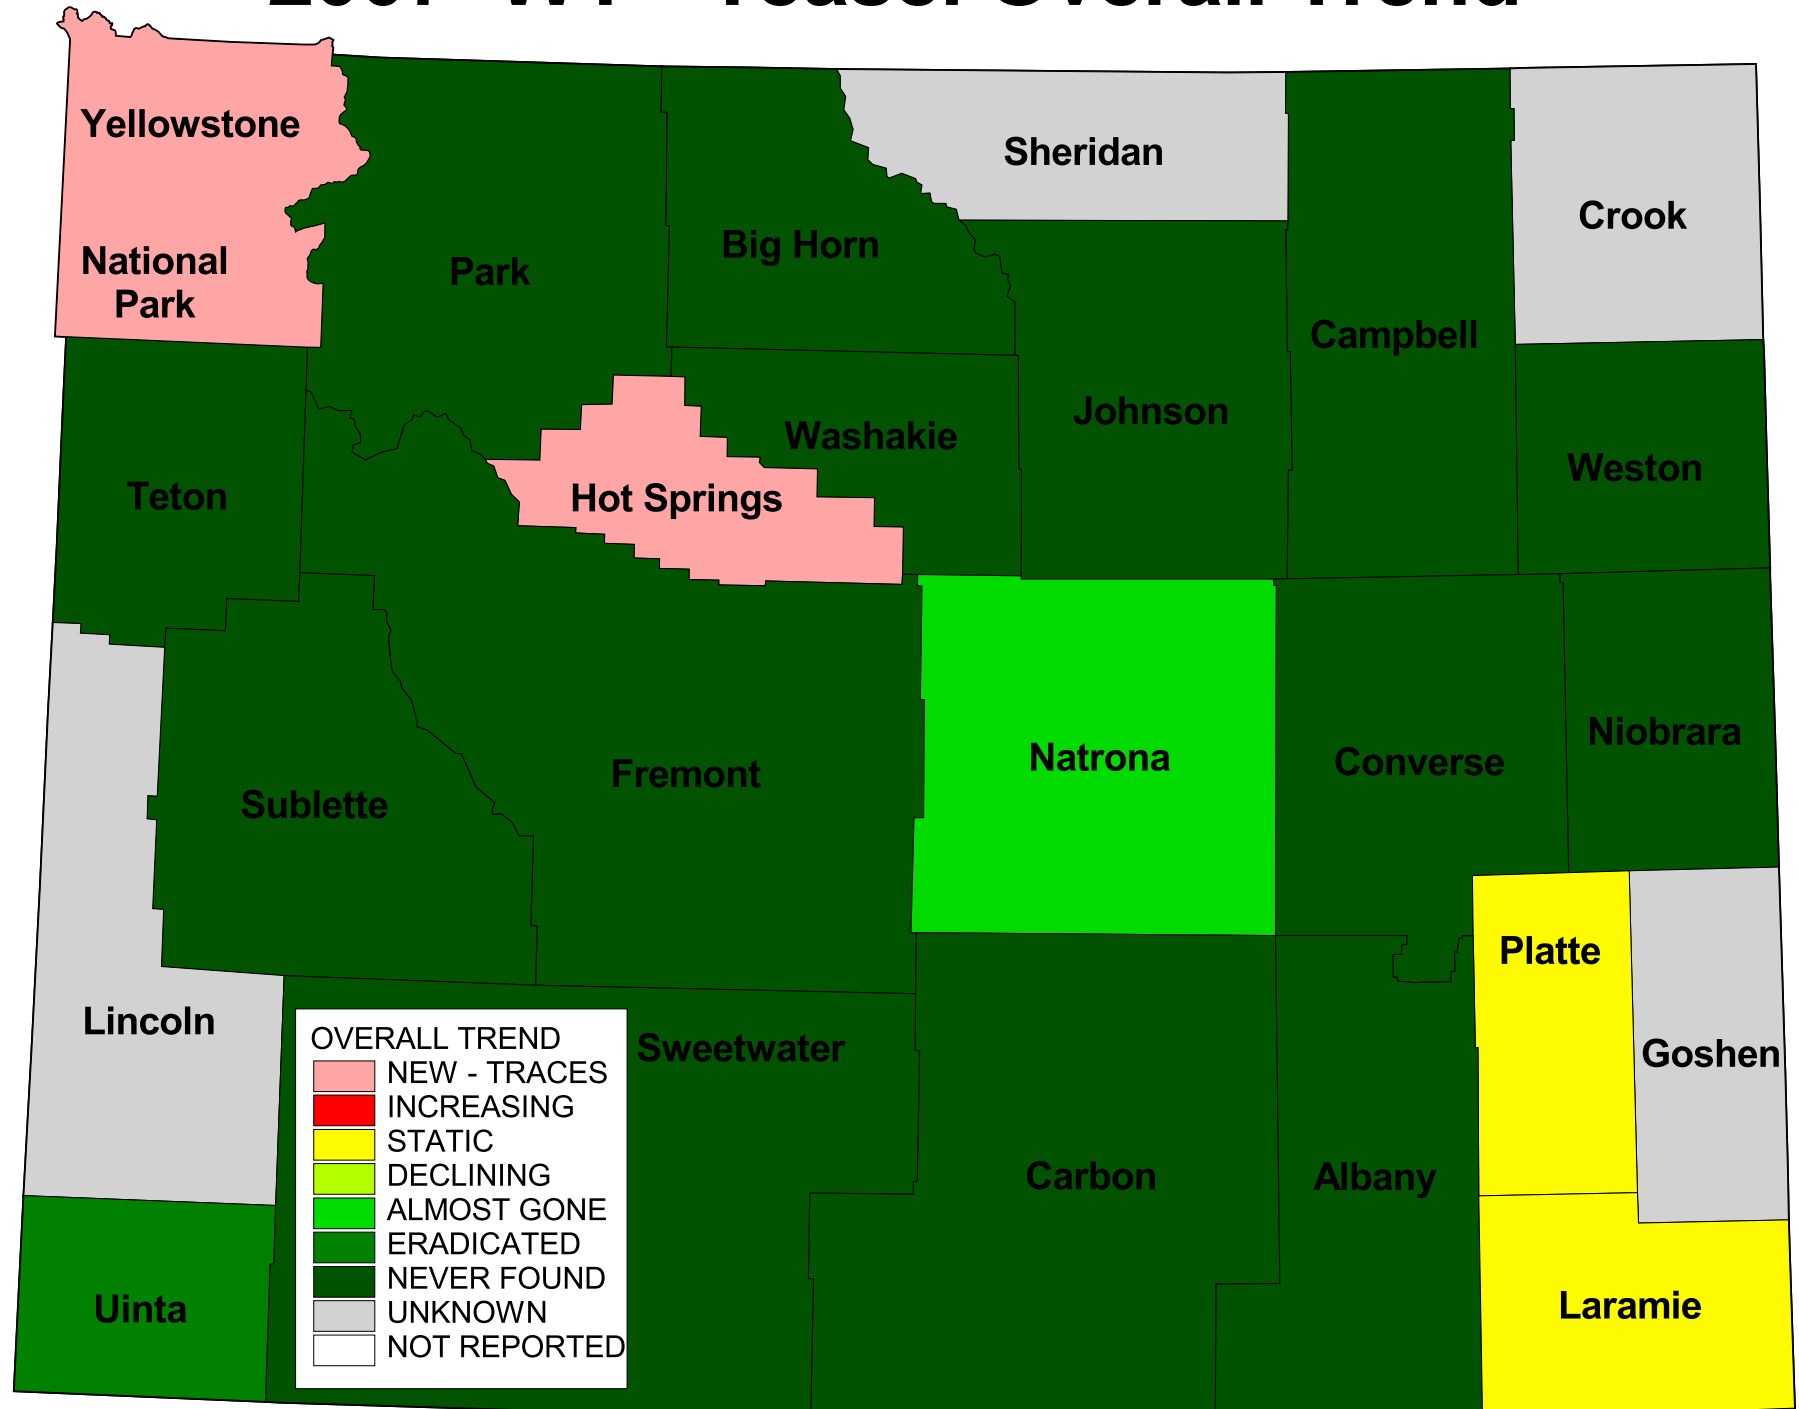 Yellowstone
National
Park
Park
Big Horn
Sheridan
Campbell
Crook
Teton
Hot Springs
Washakie
Johnson
Weston
Sublette
Fremont
Natrona
Converse
Niobrara
Lincoln
Sweetwater
Carbon
Albany
Platte
Goshen
Uinta
Laramie
OVERALL TREND
NEW - TRACES
INCREASING
STATIC
DECLINING
ALMOST GONE
ERADICATED
NEVER FOUND
UNKNOWN
NOT REPORTED